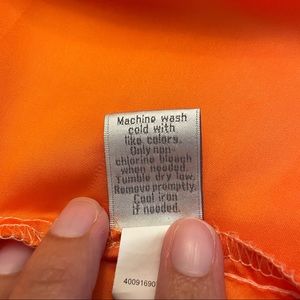 Machine wash
cold with
like colors.
Only non-
chlorine bleach
when needed.
Tumble dry low.
Remove promptly.
Cool iron
if needed.
40091690